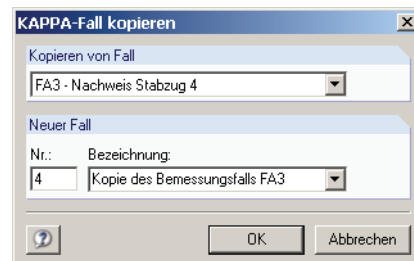 KAPPA-Fall kopieren
Kopieren von Fall
FA3 - Nachweis Stabzug 4
Neuer Fall
Nr.: Bezeichnung:
4 Kopie des Bemessungsfalls FA3
OK Abbrechen